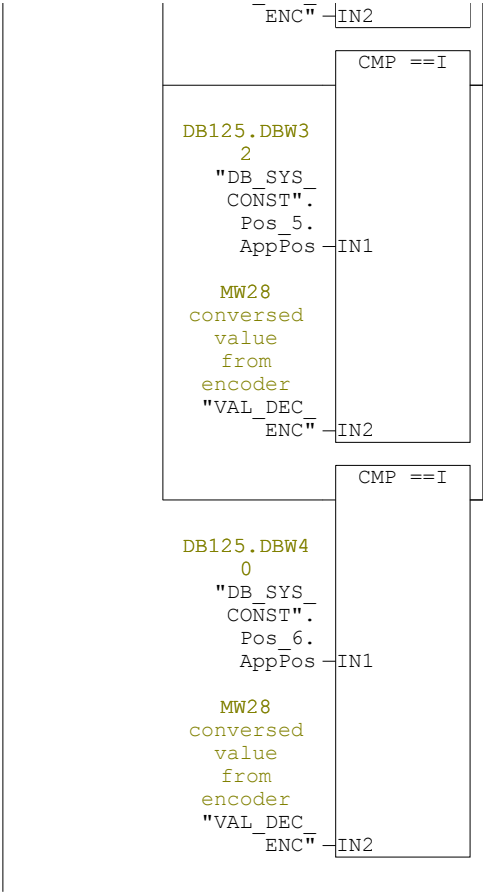 ENC" IN2
CMP ==I
DB125.DBW3
2
"DB_SYS_
CONST".
Pos_5.
AppPos IN1
MW28
conversed
value
from
encoder
"VAL_DEC_
ENC" IN2
CMP ==I
DB125.DBW4
0
"DB_SYS_
CONST".
Pos_6.
AppPos IN1
MW28
conversed
value
from
encoder
"VAL_DEC_
ENC" IN2